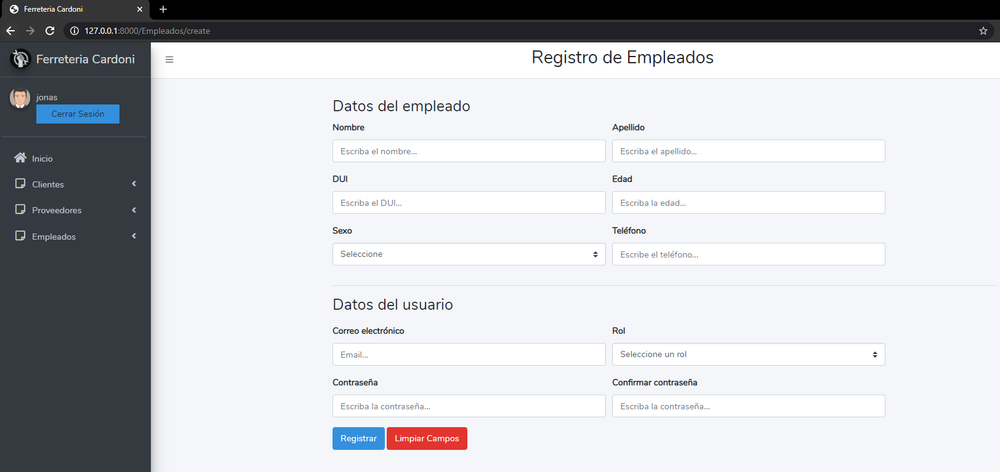 Ferreteria Cardoni
127.0.0.1:8000/Empleados/create
Ferreteria Cardoni
jonas
Cerrar Sesión
Inicio
Clientes
Proveedores
Empleados
Registro de Empleados
Datos del empleado
Nombre Apellido
Escriba el nombre... Escriba el apellido...
DUI Edad
Escriba el DUI... Escriba la edad...
Sexo Teléfono
Seleccione Escribe el teléfono...
Datos del usuario
Correo electrónico Rol
Email... Seleccione un rol
Contraseña Confirmar contraseña
Escriba la contraseña... Escriba la contraseña...
Registrar Limpiar Campos